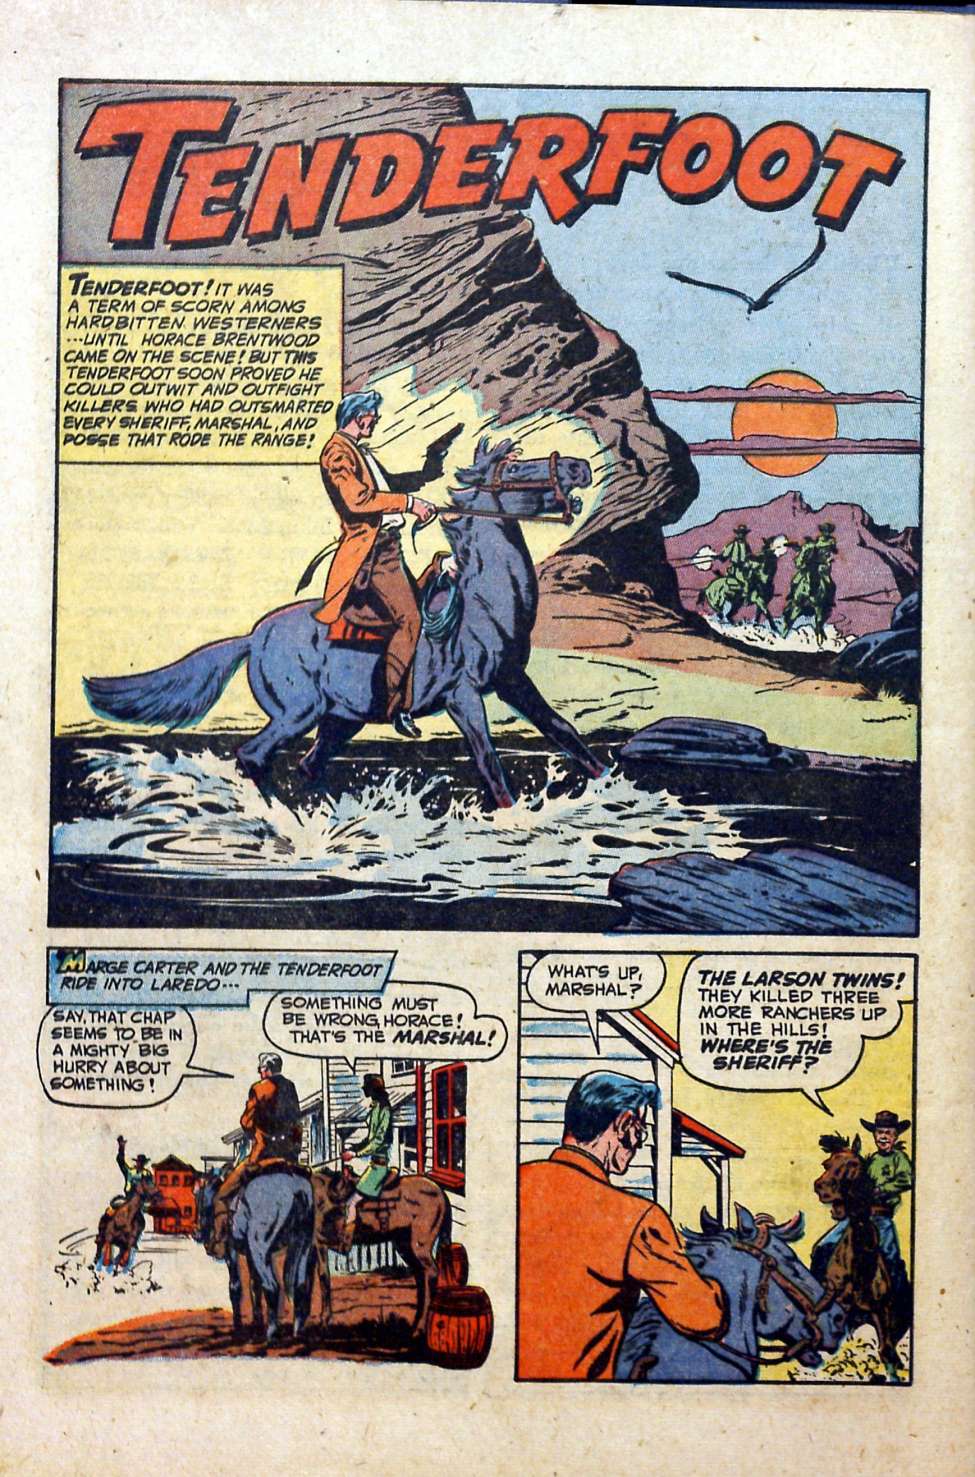 TENDERFOOT
TENDERFOOT! IT WAS
A TERM OF SCORN AMONG
HARDBITTEN WESTERNERS
...UNTIL HORACE BRENTWOOD
CAME ON THE SCENE! BUT THIS
TENDERFOOT SOON PROVED HE
COULD OUTWIT AND OUTFIGHT
KILLERS WHO HAD OUTSMARTED
EVERY SHERIFF, MARSHAL, AND
POSSE THAT RODE THE RANGE!
MARGE CARTER AND THE TENDERFOOT
RIDE INTO LAREDO...
SAY, THAT CHAP
SEEMS TO BE IN
A MIGHTY BIG
HURRY ABOUT
SOMETHING!
SOMETHING MUST
BE WRONG, HORACE!
THAT'S THE MARSHAL!
WHAT'S UP,
MARSHAL?
THE LARSON TWINS!
THEY KILLED THREE
MORE RANCHERS UP
IN THE HILLS!
WHERE'S THE
SHERIFF?